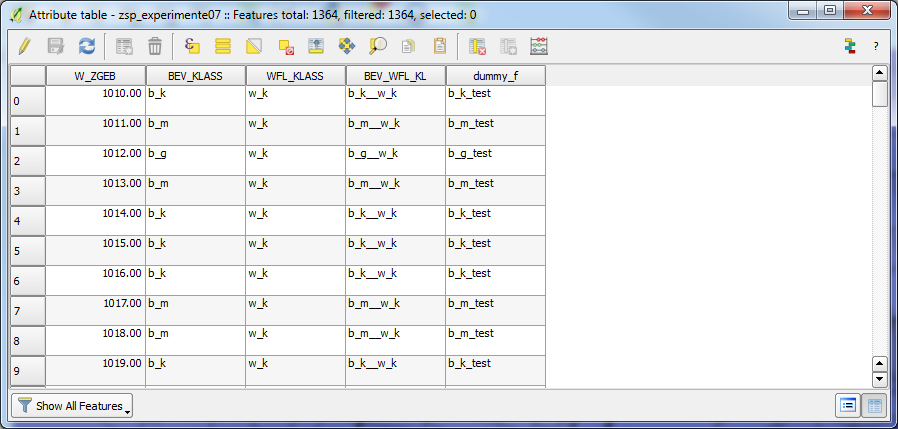 Attribute table - zsp_experimente07 :: Features total: 1364, filtered: 1364, selected: 0
?
W_ZGEB BEV_KLASS WFL_KLASS BEV_WFL_KL dummy_f
0 1010.00 b_k w_k b_k__w_k b_k_test
1 1011.00 b_m w_k b_m__w_k b_m_test
2 1012.00 b_g w_k b_g__w_k b_g_test
3 1013.00 b_m w_k b_m__w_k b_m_test
4 1014.00 b_k w_k b_k__w_k b_k_test
5 1015.00 b_k w_k b_k__w_k b_k_test
6 1016.00 b_k w_k b_k__w_k b_k_test
7 1017.00 b_m w_k b_m__w_k b_m_test
8 1018.00 b_m w_k b_m__w_k b_m_test
9 1019.00 b_k w_k b_k__w_k b_k_test
Show All Features